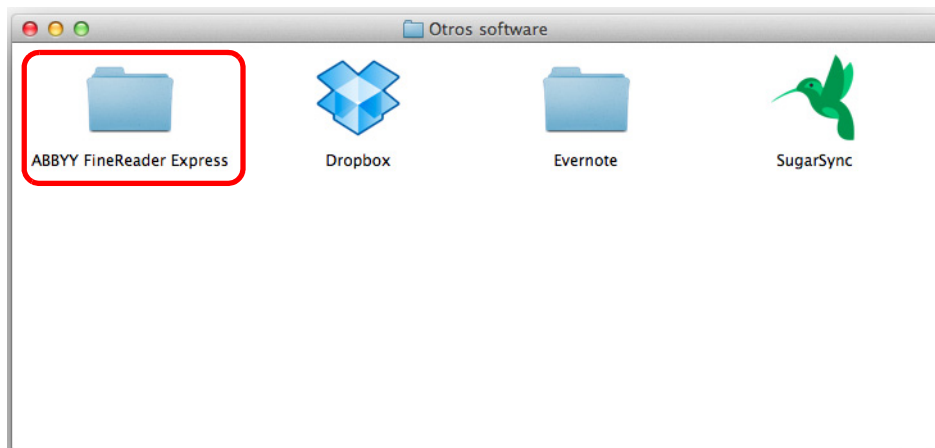 Otros software
ABBYY FineReader Express
Dropbox
Evernote
SugarSync